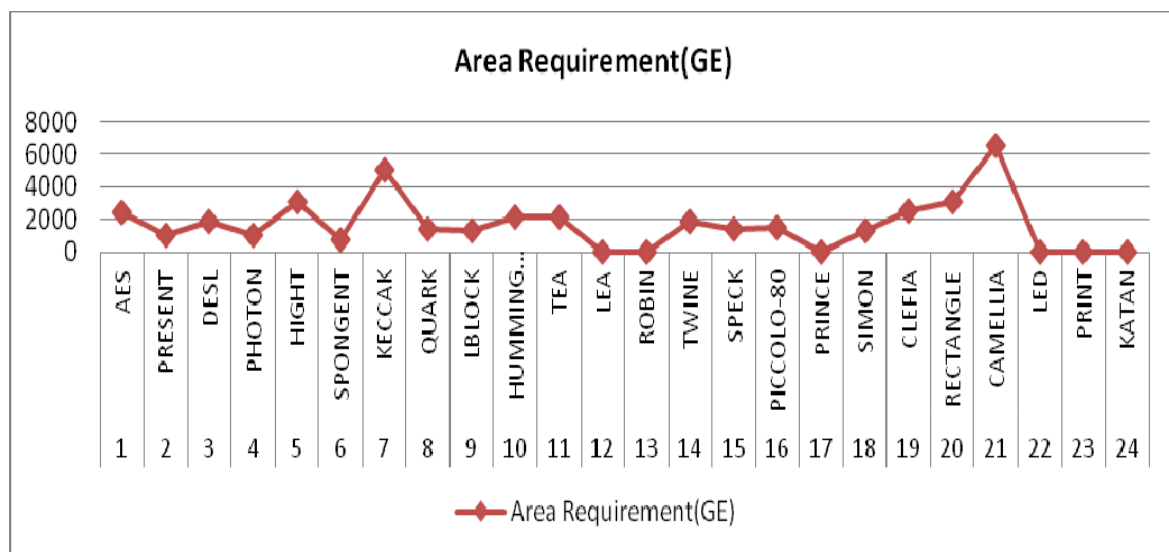 Area Requirement(GE)
8000
6000
4000
2000
0
AES
PRESENT
DESL
PHOTON
HIGHT
SPONGENT
KECCAK
QUARK
LBLOCK
HUMMING...
TEA
LEA
ROBIN
TWINE
SPECK
PICCOLO-80
PRINCE
SIMON
CLEFIA
RECTANGLE
CAMELLIA
LED
PRINT
KATAN
1 2 3 4 5 6 7 8 9 10 11 12 13 14 15 16 17 18 19 20 21 22 23 24
Area Requirement(GE)